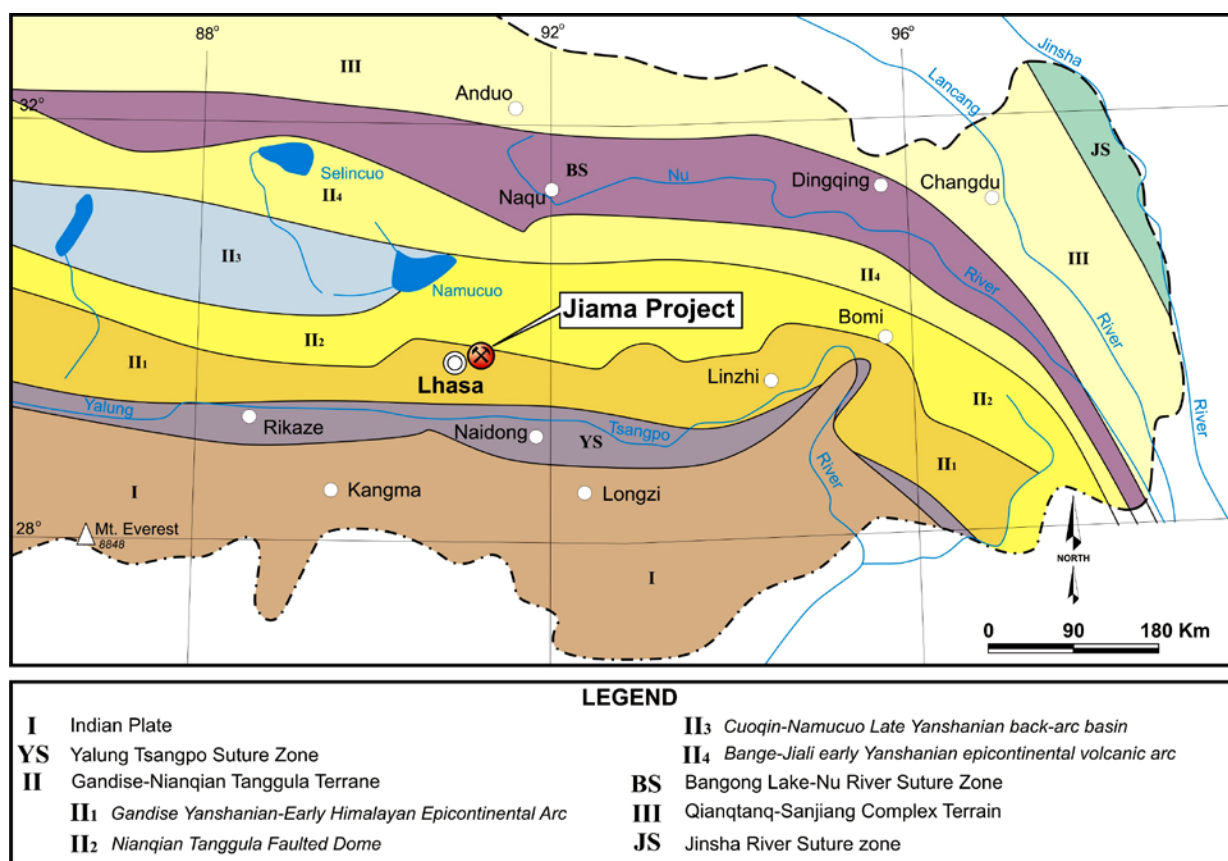 88°
92°
96°
Jinsha
III
Lancang
Anduo
32°
JS
Selincuo
BS
Nu
Dingqing
Changdu
II4
Naqu
II3
III
II4
River
Namucuo
Jiama Project
Bomi
River
II2
II1
Lhasa
Linzhi
II2
Yalung
Rikaze
Naidong
YS
Tsangpo
River
II1
River
I
Kangma
Longzi
28°
Mt. Everest
8848
NORTH
I
0 90 180 Km
LEGEND
I Indian Plate
YS Yalung Tsangpo Suture Zone
II Gandise-Nianqian Tanggula Terrane
II1 Gandise Yanshanian-Early Himalayan Epicontinental Arc
II2 Nianqian Tanggula Faulted Dome
II3 Cuoqin-Namucuo Late Yanshanian back-arc basin
II4 Bange-Jiali early Yanshanian epicontinental volcanic arc
BS Bangong Lake-Nu River Suture Zone
III Qianqtanq-Sanjiang Complex Terrain
JS Jinsha River Suture zone